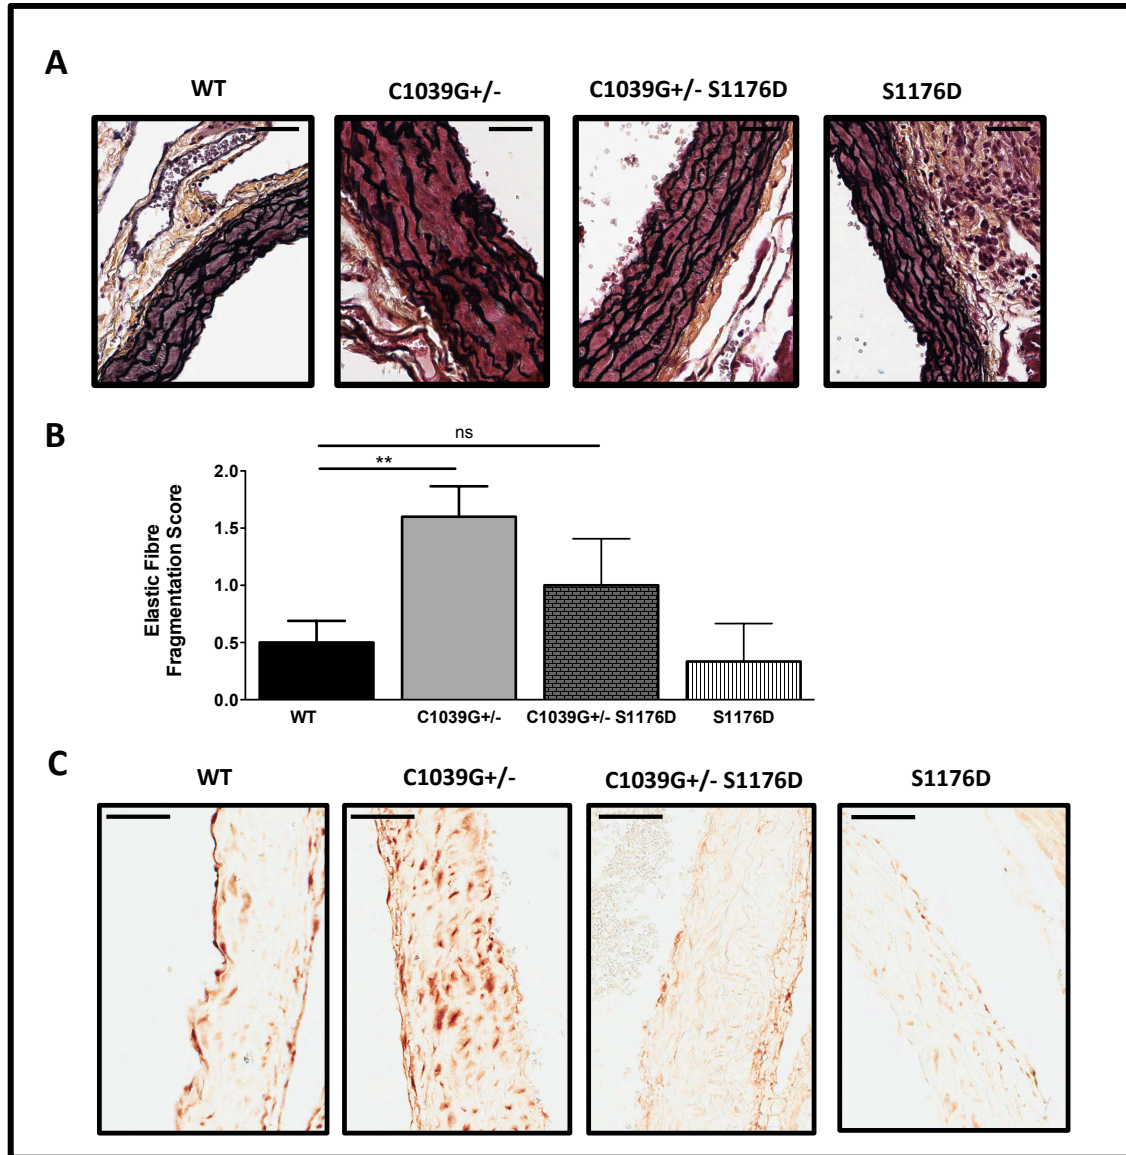 A
WT C1039G+/- C1039G+/- S1176D S1176D
B
ns
**
2.0
1.5
1.0
0.5
0.0
Elastic Fibre
Fragmentation Score
WT C1039G+/- C1039G+/- S1176D S1176D
C
WT C1039G+/- C1039G+/- S1176D S1176D